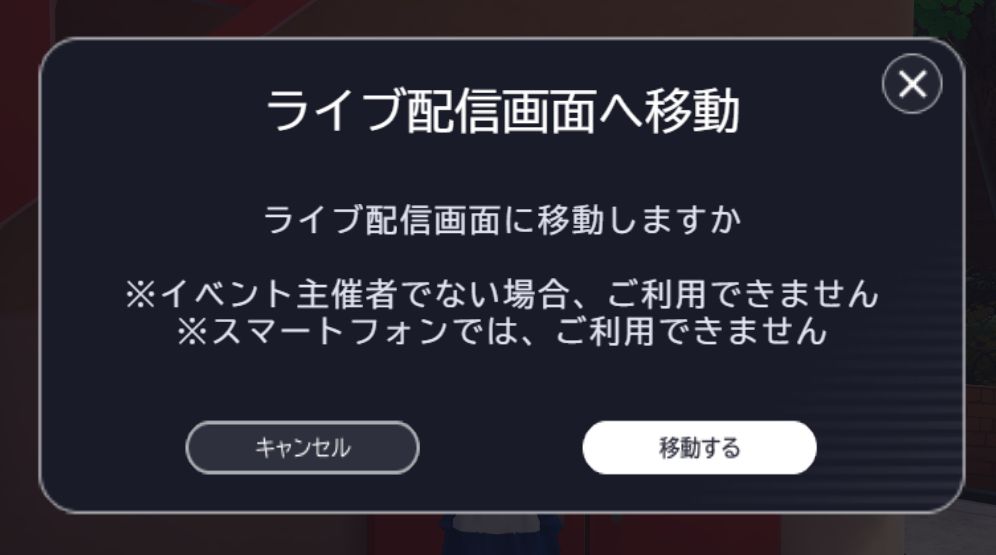 ライブ配信画面へ移動
ライブ配信画面に移動しますか
※イベント主催者でない場合、ご利用できません
※スマートフォンでは、ご利用できません
キャンセル
移動する